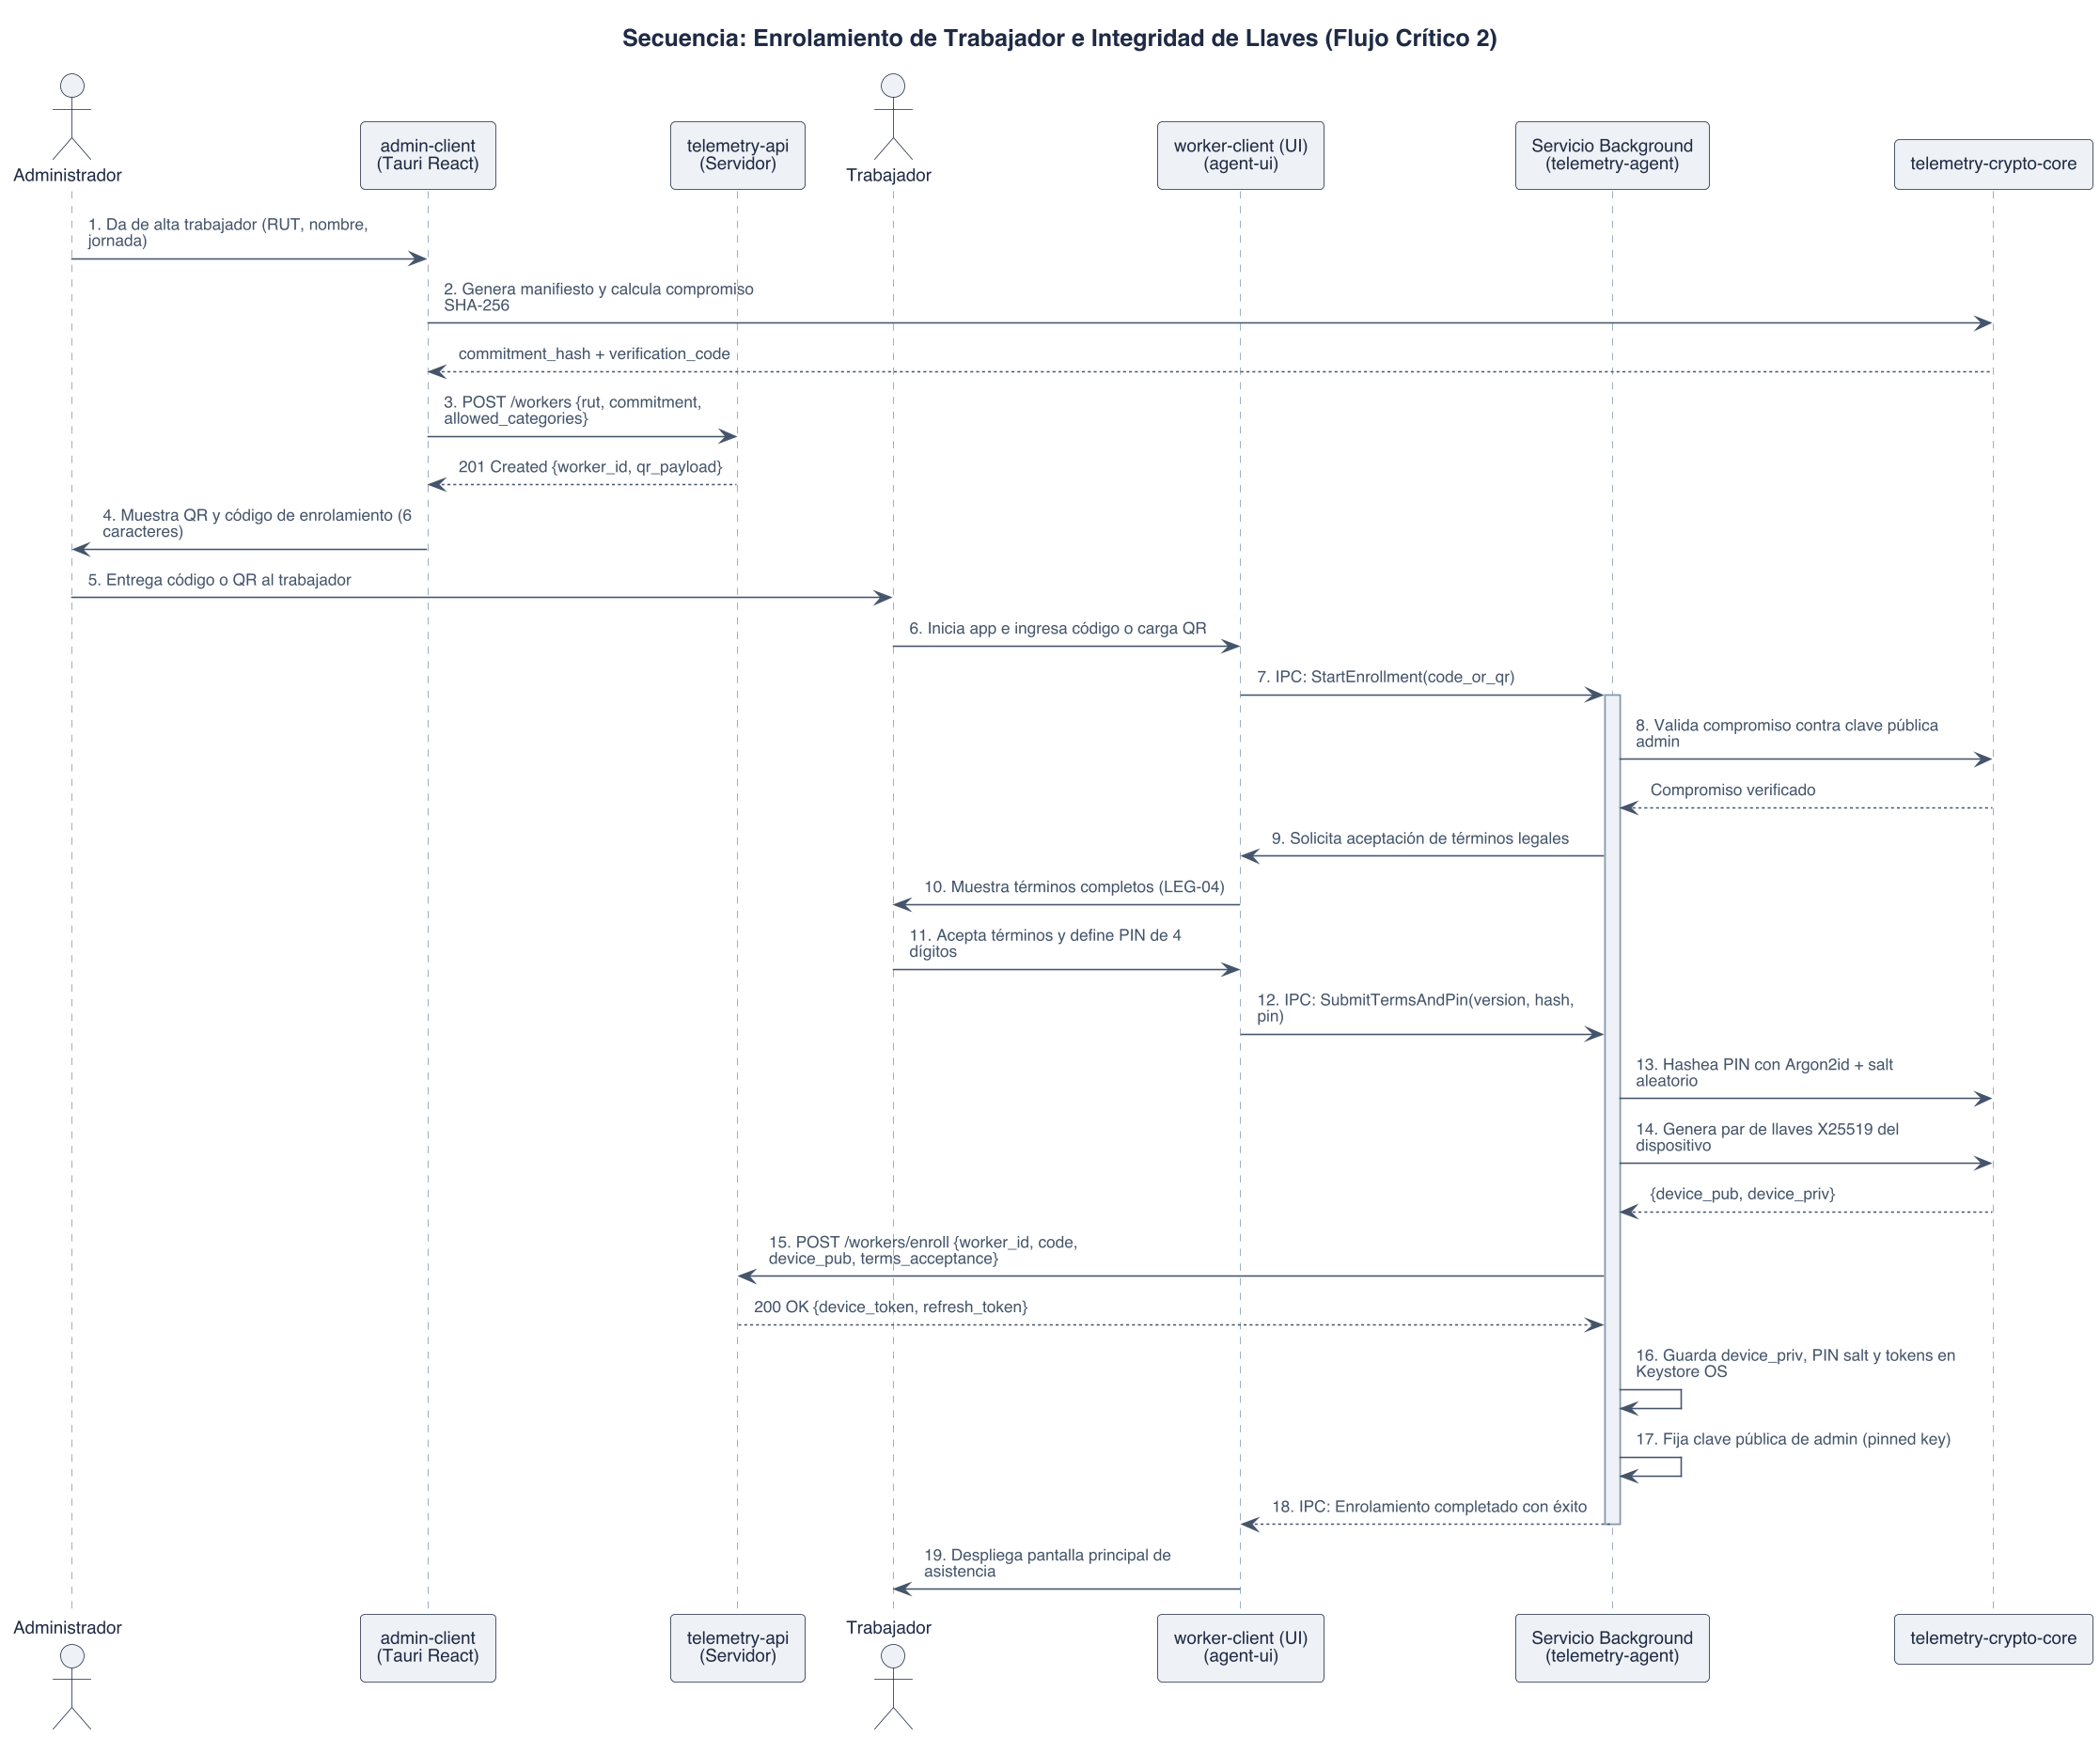 Secuencia: Enrolamiento de Trabajador e Integridad de Llaves (Flujo Crítico 2)
Administrador
admin-client
(Tauri React)
telemetry-api
(Servidor)
Trabajador
worker-client (UI)
(agent-ui)
Servicio Background
(telemetry-agent)
telemetry-crypto-core
1. Da de alta trabajador (RUT, nombre,
jornada)
2. Genera manifiesto y calcula compromiso
SHA-256
commitment_hash + verification_code
3. POST /workers {rut, commitment,
allowed_categories}
201 Created {worker_id, qr_payload}
4. Muestra QR y código de enrolamiento (6
caracteres)
5. Entrega código o QR al trabajador
6. Inicia app e ingresa código o carga QR
7. IPC: StartEnrollment(code_or_qr)
8. Valida compromiso contra clave pública
admin
Compromiso verificado
9. Solicita aceptación de términos legales
10. Muestra términos completos (LEG-04)
11. Acepta términos y define PIN de 4
dígitos
12. IPC: SubmitTermsAndPin(version, hash,
pin)
13. Hashea PIN con Argon2id + salt
aleatorio
14. Genera par de llaves X25519 del
dispositivo
{device_pub, device_priv}
15. POST /workers/enroll {worker_id, code,
device_pub, terms_acceptance}
200 OK {device_token, refresh_token}
16. Guarda device_priv, PIN salt y tokens en
Keystore OS
17. Fija clave pública de admin (pinned key)
18. IPC: Enrolamiento completado con éxito
19. Despliega pantalla principal de
asistencia
Administrador
admin-client
(Tauri React)
telemetry-api
(Servidor)
Trabajador
worker-client (UI)
(agent-ui)
Servicio Background
(telemetry-agent)
telemetry-crypto-core